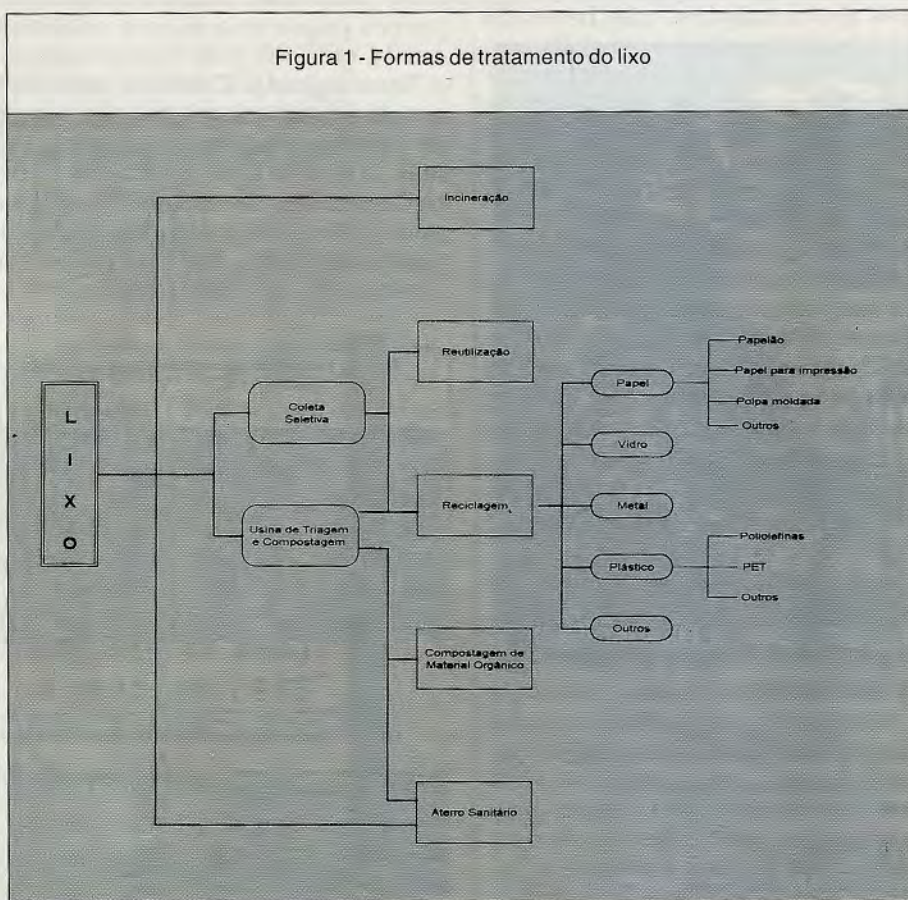 Figura 1 - Formas de tratamento do lixo
Incineração
Reutilização
Coleta
Seletiva
L
I
X
O
Usina de Triagem
e Compostagem
Reciclagem
Papel
Vidro
Metal
Plástico
Outros
Papelão
Papel para impressão
Polpa moldada
Outros
Poliolefinas
PET
Outros
Compostagem de
Material Orgânico
Aterro Sanitário